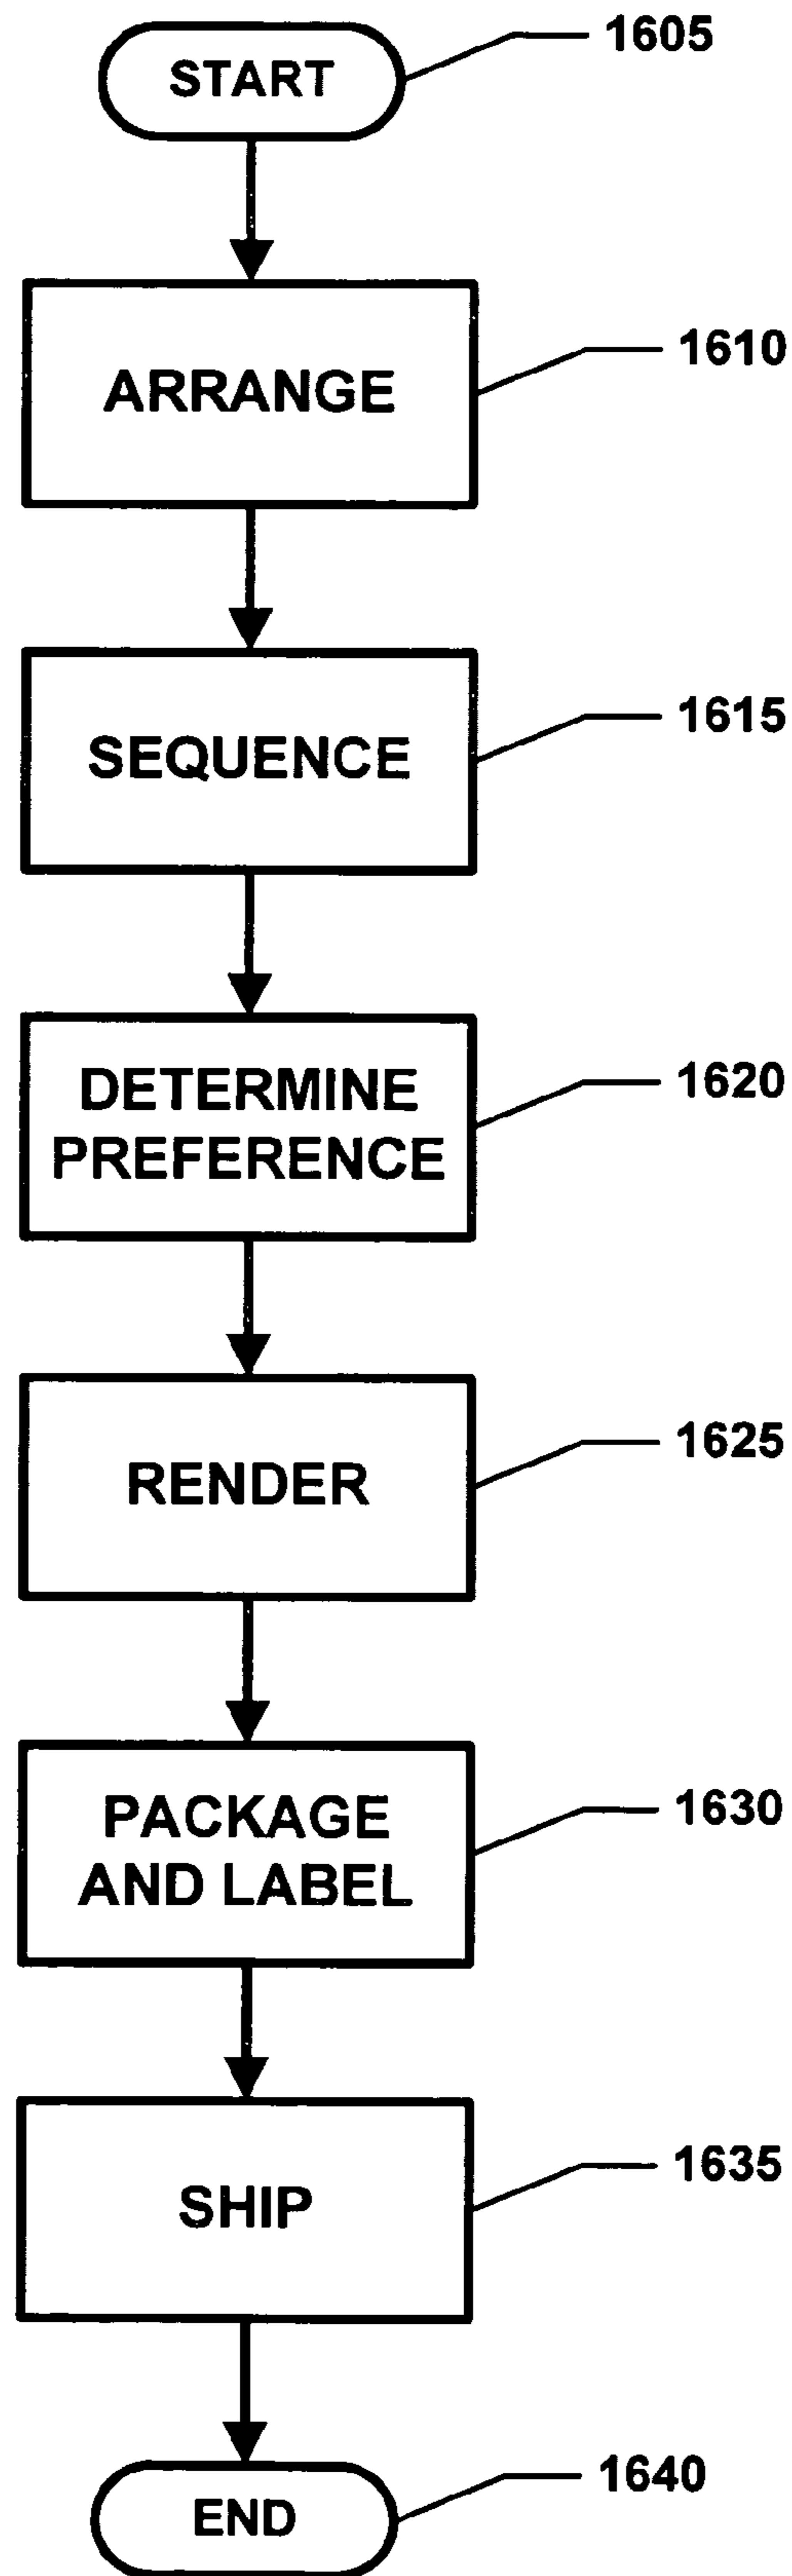 START
1605
ARRANGE
1610
SEQUENCE
1615
DETERMINE
PREFERENCE
1620
RENDER
1625
PACKAGE
AND LABEL
1630
SHIP
1635
END
1640